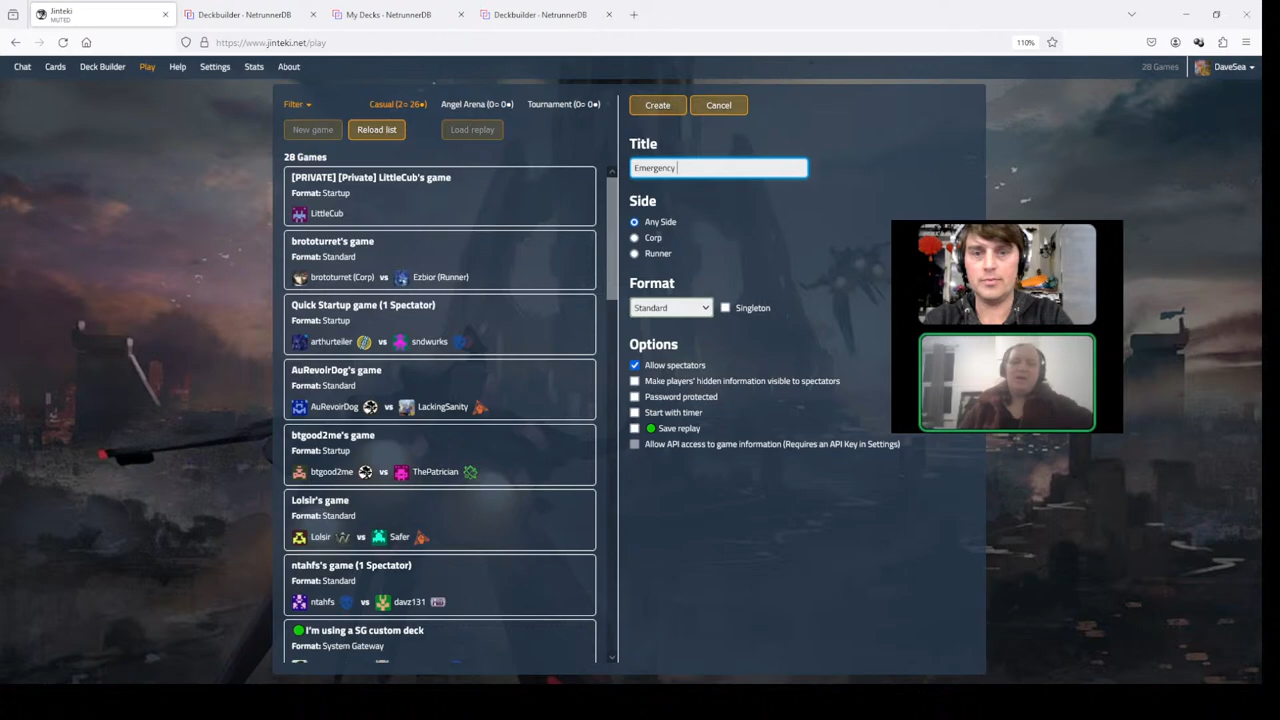 Jinteki
MUTED
Deckbuilder - NetrunnerDB
My Decks - NetrunnerDB
Deckbuilder - NetrunnerDB
https://www.jinteki.net/play
110%
Chat Cards Deck Builder Play Help Settings Stats About
28 Games
DaveSea
Filter
Casual (2○ 26●) Angel Arena (0○ 0●) Tournament (0○ 0●)
New game Reload list Load replay
28 Games
[PRIVATE] [Private] LittleCub's game
Format: Startup
LittleCub
brototurret's game
Format: Standard
brototurret (Corp) vs Ezbior (Runner)
Quick Startup game (1 Spectator)
Format: Startup
arthurteiler vs sndwurks
AuRevoirDog's game
Format: Standard
AuRevoirDog vs LackingSanity
btgood2me's game
Format: Startup
btgood2me vs ThePatrician
Lolsir's game
Format: Standard
Lolsir vs Safer
ntahfs's game (1 Spectator)
Format: Standard
ntahfs vs davz131
I'm using a SG custom deck
Format: System Gateway
Create Cancel
Title
Emergency
Side
Any Side
Corp
Runner
Format
Standard Singleton
Options
Allow spectators
Make players' hidden information visible to spectators
Password protected
Start with timer
Save replay
Allow API access to game information (Requires an API Key in Settings)